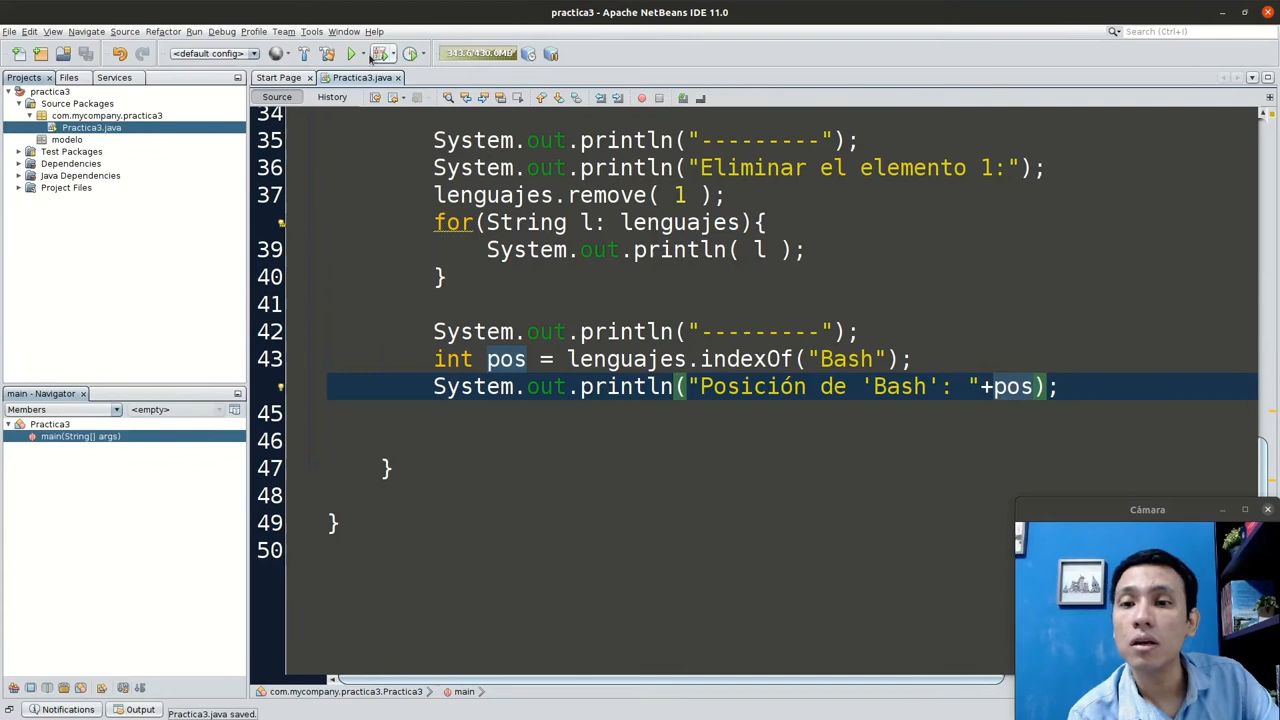 practica3 - Apache NetBeans IDE 11.0
File Edit View Navigate Source Refactor Run Debug Profile Team Tools Window Help
Search (Ctrl+I)
<default config>
343.6/430.0MB
Projects Files Services
Start Page Practica3.java
Source History
practica3
Source Packages
com.mycompany.practica3
Practica3.java
modelo
Test Packages
Dependencies
Java Dependencies
Project Files
34
35 System.out.println("---------");
36 System.out.println("Eliminar el elemento 1:");
37 lenguajes.remove( 1 );
for(String l: lenguajes){
39 System.out.println( l );
40 }
41
42 System.out.println("---------");
43 int pos = lenguajes.indexOf("Bash");
System.out.println("Posición de 'Bash': "+pos);
45
46
47 }
48
49 }
50
main - Navigator
Members <empty>
Practica3
main(String[] args)
Cámara
com.mycompany.practica3.Practica3 main
Notifications Output Practica3.java saved.